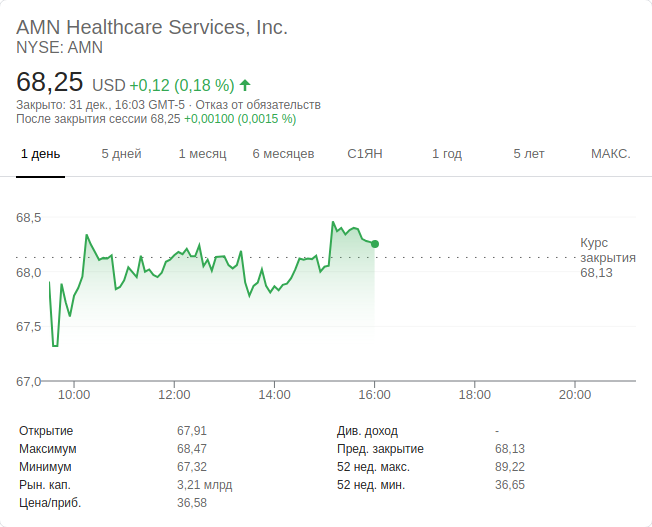 AMN Healthcare Services, Inc.
NYSE: AMN
68,25 USD +0,12 (0,18 %)
Закрыто: 31 дек., 16:03 GMT-5 · Отказ от обязательств
После закрытия сессии 68,25 +0,00100 (0,0015 %)
1 день 5 дней 1 месяц 6 месяцев С1ЯН 1 год 5 лет МАКС.
68,5
Курс
закрытия
68,13
68,0
67,5
67,0
10:00 12:00 14:00 16:00 18:00 20:00
Открытие 67,91 Див. доход -
Максимум 68,47 Пред. закрытие 68,13
Минимум 67,32 52 нед. макс. 89,22
Рын. кап. 3,21 млрд 52 нед. мин. 36,65
Цена/приб. 36,58